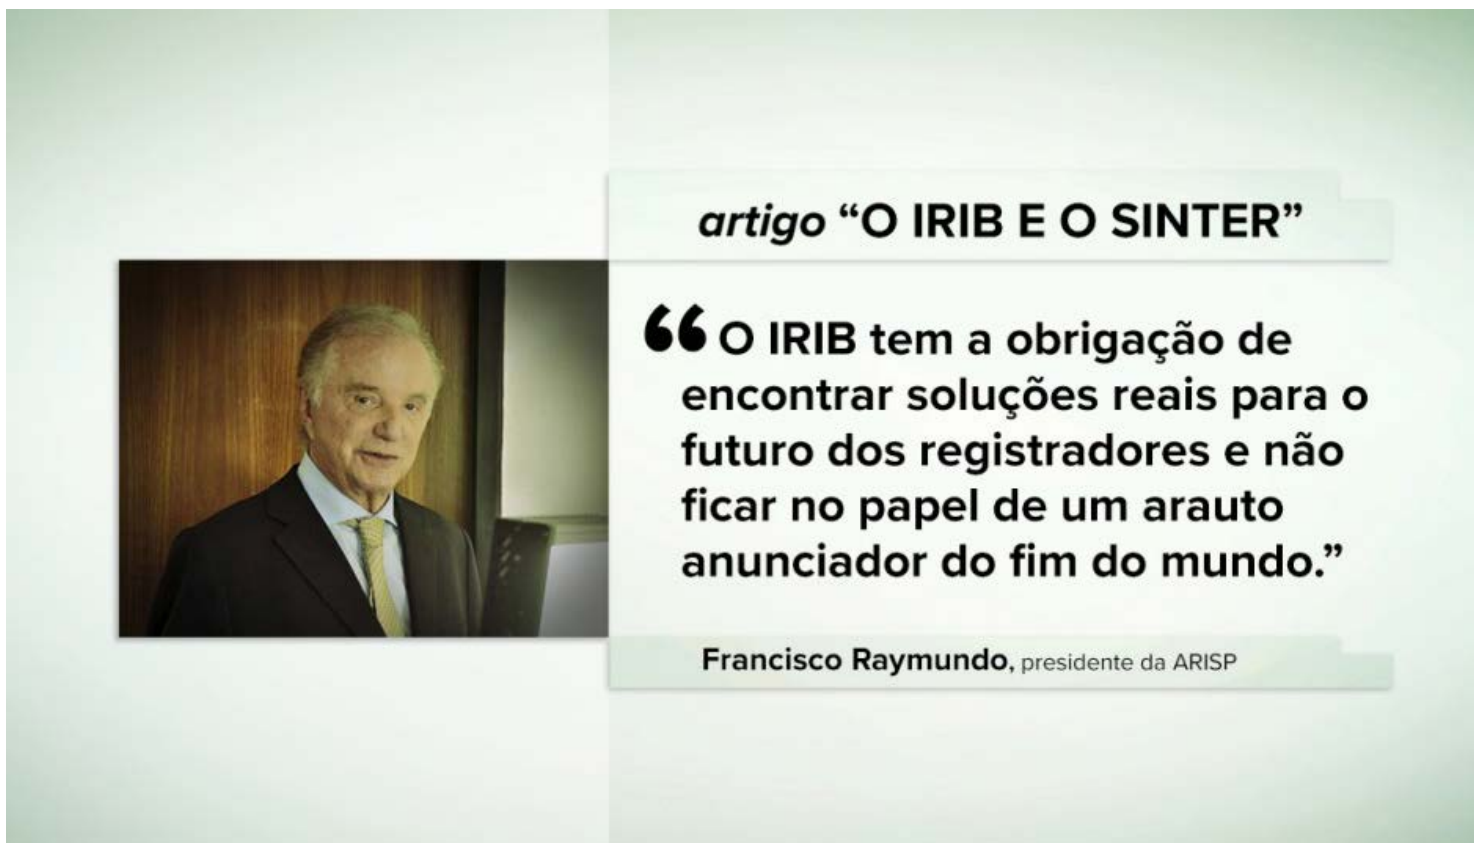 artigo “O IRIB E O SINTER”
“ O IRIB tem a obrigação de
encontrar soluções reais para o
futuro dos registradores e não
ficar no papel de um arauto
anunciador do fim do mundo.”
Francisco Raymundo, presidente da ARISP